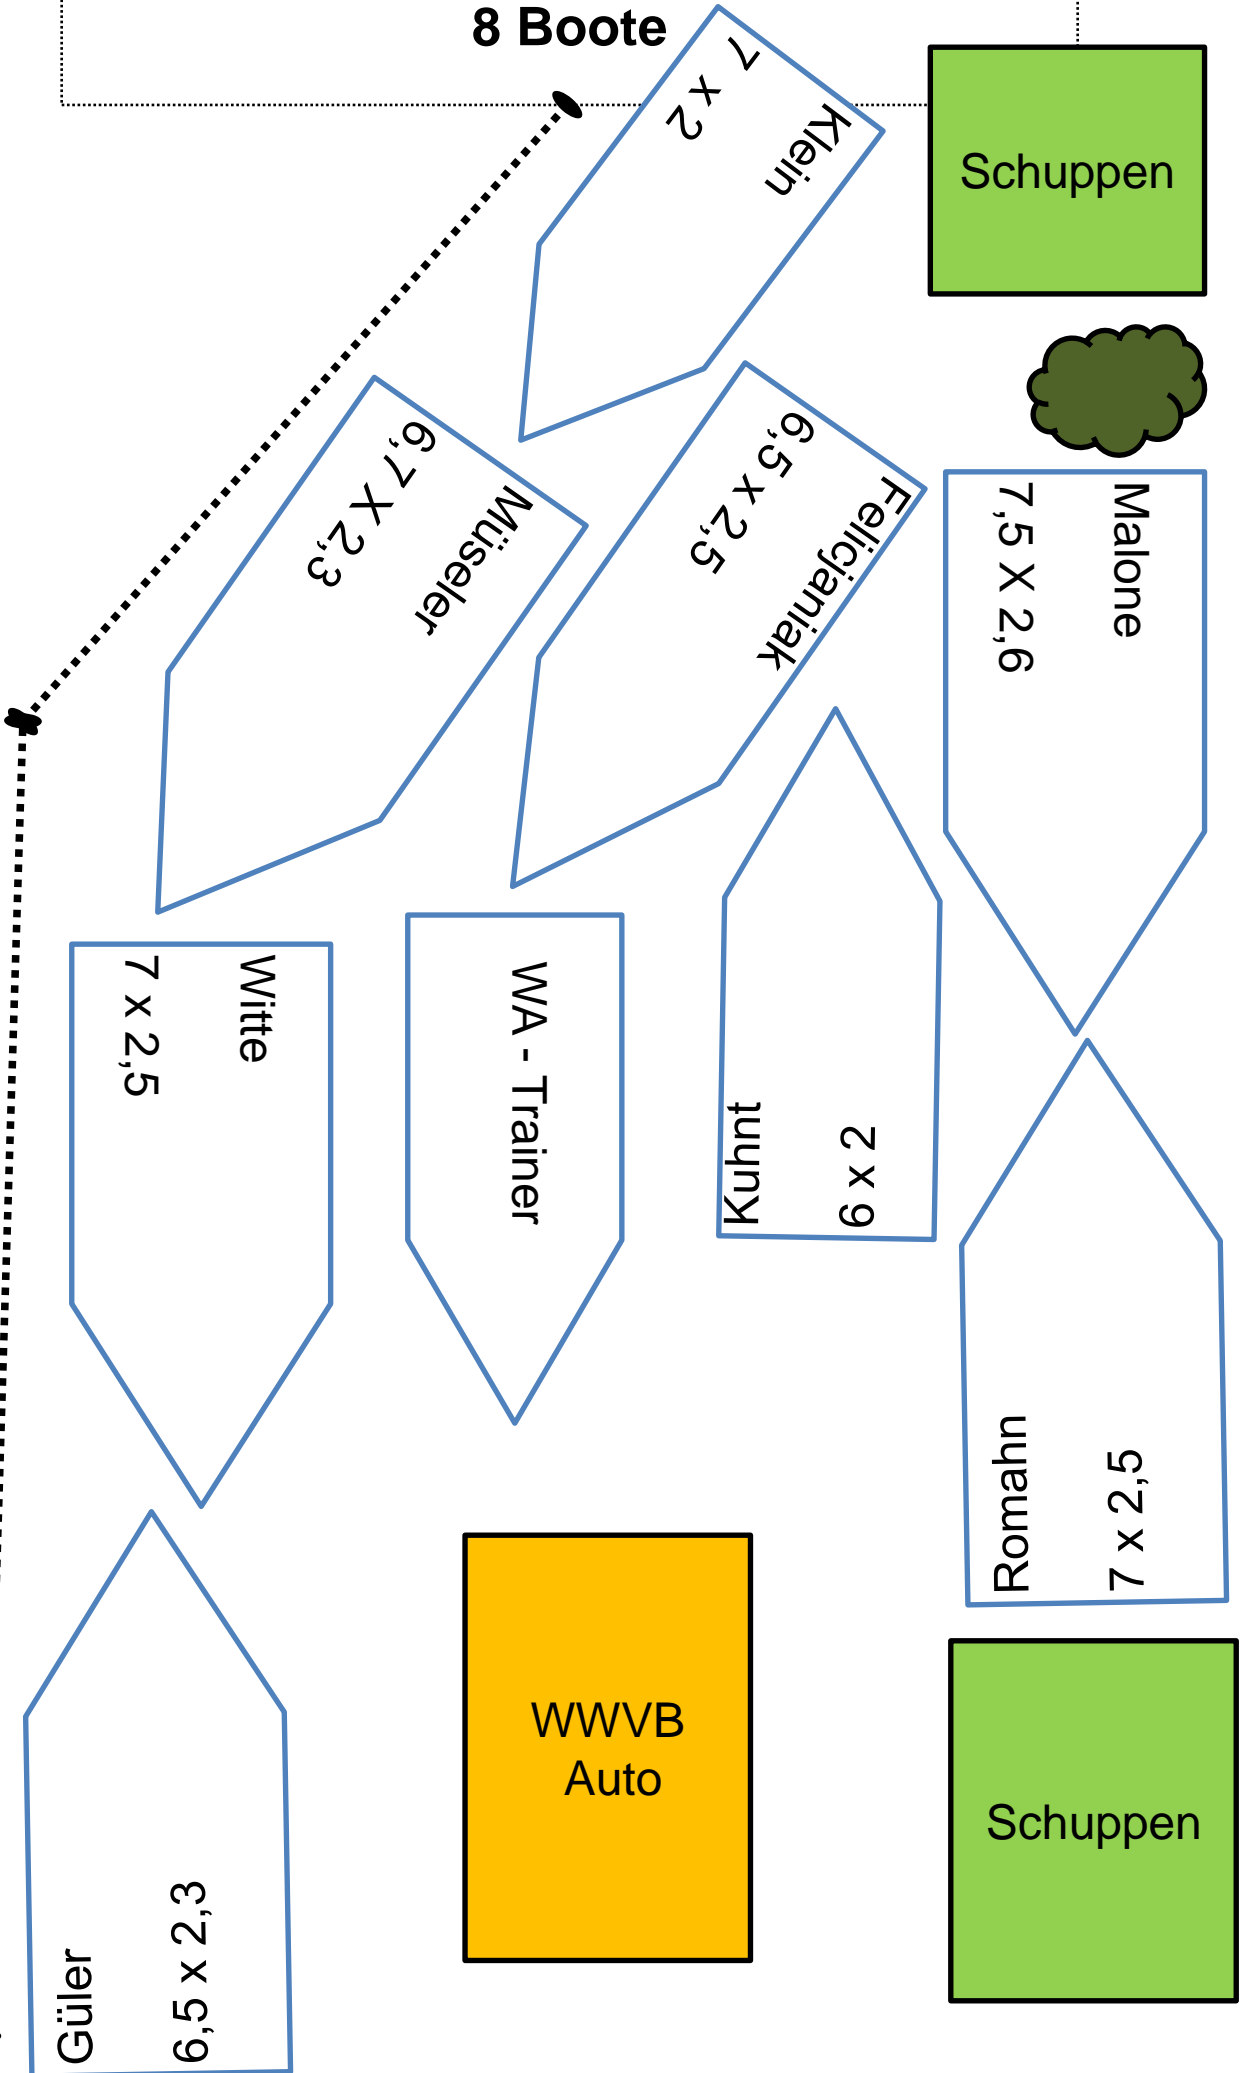 8 Boote
Klein
7 x 2
Schuppen
Müseler
6,7 X 2,3
Felicjaniak
6,5 x 2,5
Malone
7,5 X 2,6
Witte
7 x 2,5
WA - Trainer
Kuhnt
6 x 2
Romahn
7 x 2,5
WWVB
Auto
Schuppen
Güler
6,5 x 2,3